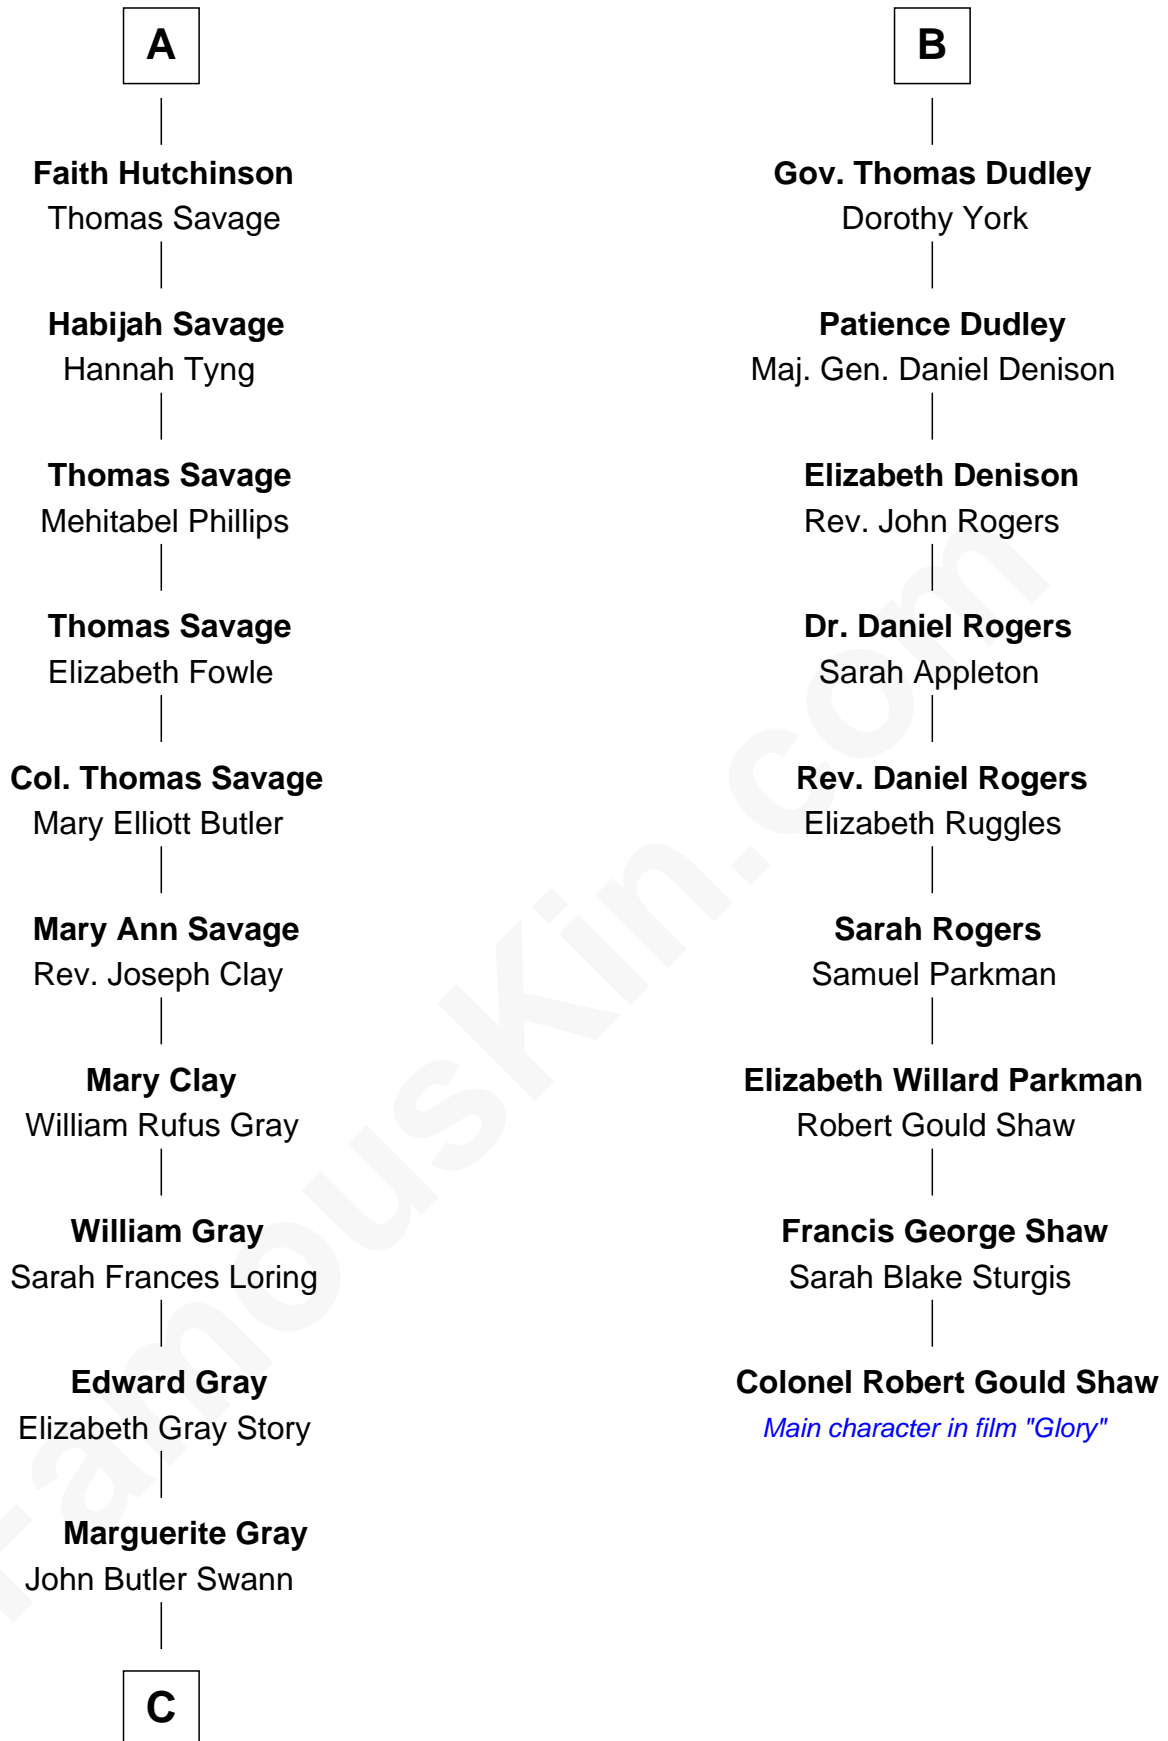 A
Faith Hutchinson
Thomas Savage
Habijah Savage
Hannah Tyng
Thomas Savage
Mehitabel Phillips
Thomas Savage
Elizabeth Fowle
Col. Thomas Savage
Mary Elliott Butler
Mary Ann Savage
Rev. Joseph Clay
Mary Clay
William Rufus Gray
William Gray
Sarah Frances Loring
Edward Gray
Elizabeth Gray Story
Marguerite Gray
John Butler Swann
C
B
Gov. Thomas Dudley
Dorothy York
Patience Dudley
Maj. Gen. Daniel Denison
Elizabeth Denison
Rev. John Rogers
Dr. Daniel Rogers
Sarah Appleton
Rev. Daniel Rogers
Elizabeth Ruggles
Sarah Rogers
Samuel Parkman
Elizabeth Willard Parkman
Robert Gould Shaw
Francis George Shaw
Sarah Blake Sturgis
Colonel Robert Gould Shaw
Main character in film "Glory"
FamousKin.com